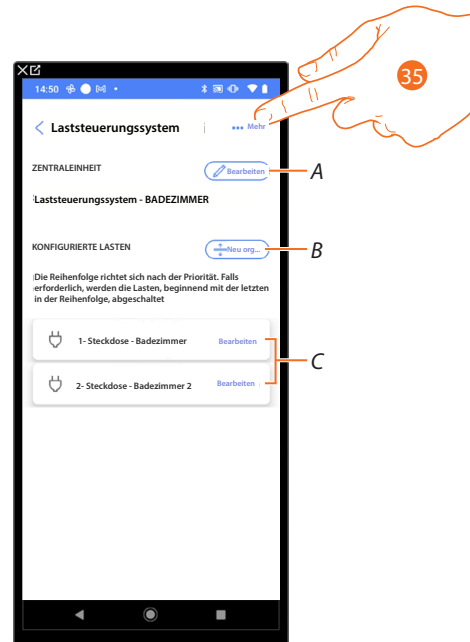 35
14:50
Laststeuerungssystem
Mehr
ZENTRALEINHEIT
Bearbeiten
A
Laststeuerungssystem - BADEZIMMER
KONFIGURIERTE LASTEN
Neu org...
B
Die Reihenfolge richtet sich nach der Priorität. Falls
erforderlich, werden die Lasten, beginnend mit der letzten
in der Reihenfolge, abgeschaltet
1- Steckdose - Badezimmer
Bearbeiten
C
2- Steckdose - Badezimmer 2
Bearbeiten